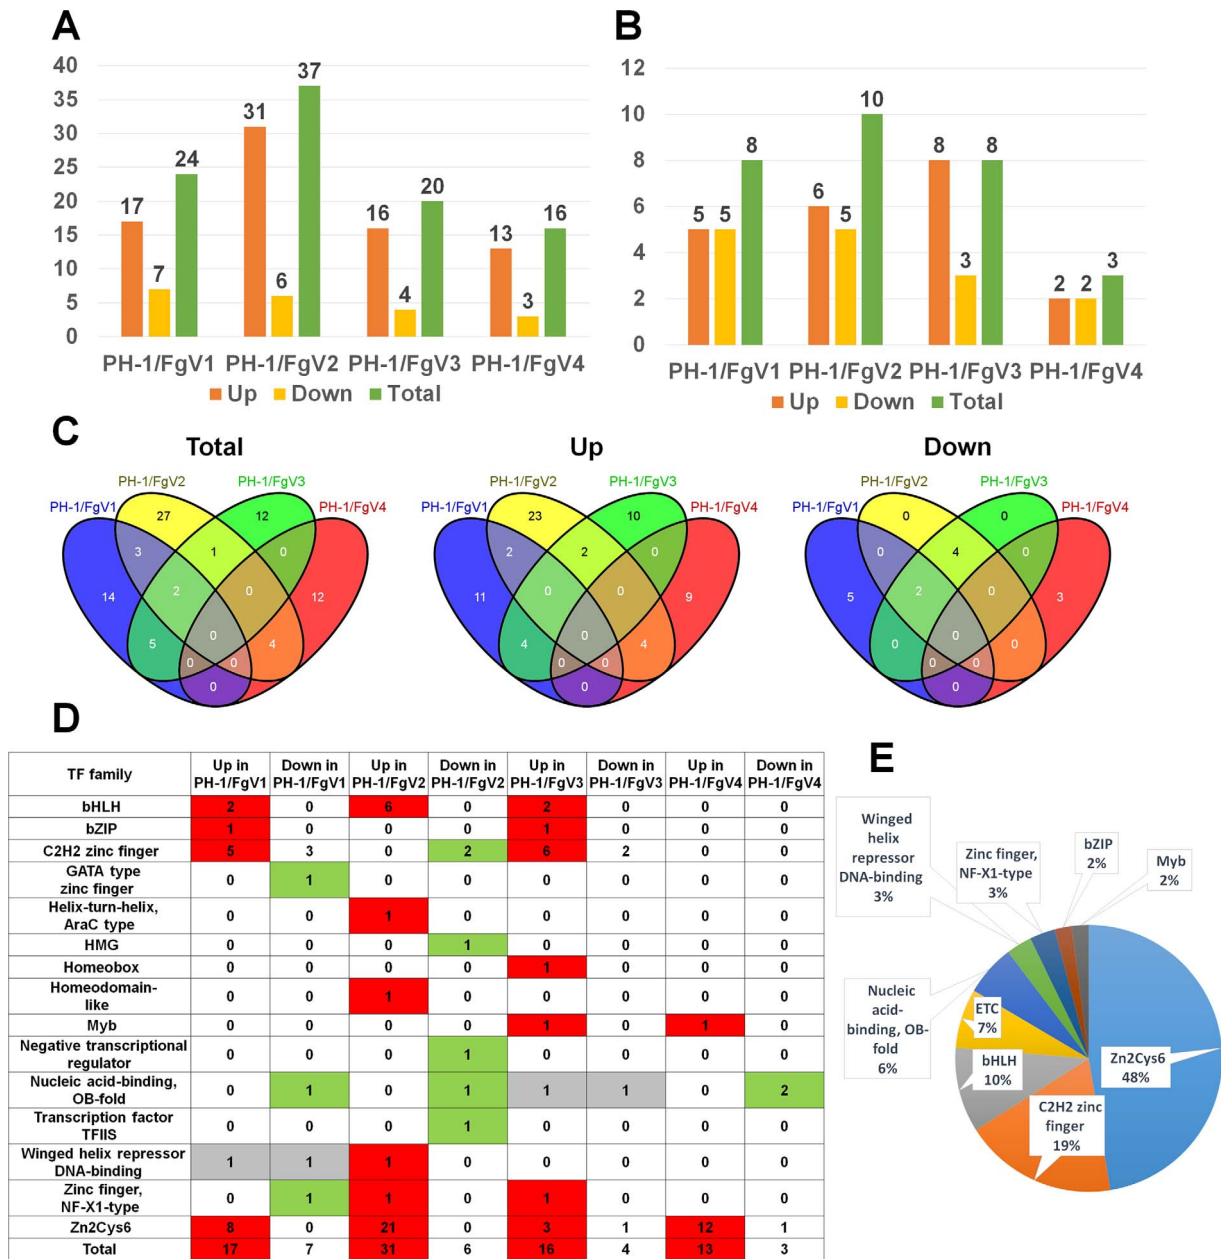 A
40
35
30
25
20
15
10
5
0
17
7
24
31
6
37
16
4
20
13
3
16
PH-1/FgV1 PH-1/FgV2 PH-1/FgV3 PH-1/FgV4
Up Down Total
B
12
10
8
6
4
2
0
5 5 8
6 5 10
8 3 8
2 2 3
PH-1/FgV1 PH-1/FgV2 PH-1/FgV3 PH-1/FgV4
Up Down Total
C
Total
PH-1/FgV1
PH-1/FgV2
PH-1/FgV3
PH-1/FgV4
27 12
3 1 0
14 2 0 12
5 0 4
0 0
0
Up
PH-1/FgV1
PH-1/FgV2
PH-1/FgV3
PH-1/FgV4
23 10
2 2 0
11 0 0 9
4 0 4
0 0
0
Down
PH-1/FgV1
PH-1/FgV2
PH-1/FgV3
PH-1/FgV4
0 0
0 4 0
5 2 0 3
0 0 0
0 0
0
D
TF family | Up in PH-1/FgV1 | Down in PH-1/FgV1 | Up in PH-1/FgV2 | Down in PH-1/FgV2 | Up in PH-1/FgV3 | Down in PH-1/FgV3 | Up in PH-1/FgV4 | Down in PH-1/FgV4
bHLH 2 0 6 0 2 0 0 0
bZIP 1 0 0 0 1 0 0 0
C2H2 zinc finger 5 3 0 2 6 2 0 0
GATA type
zinc finger 0 1 0 0 0 0 0 0
Helix-turn-helix,
AraC type 0 0 1 0 0 0 0 0
HMG 0 0 0 1 0 0 0 0
Homeobox 0 0 0 0 1 0 0 0
Homeodomain-
like 0 0 1 0 0 0 0 0
Myb 0 0 0 0 1 0 1 0
Negative transcriptional
regulator 0 0 0 1 0 0 0 0
Nucleic acid-binding,
OB-fold 0 1 0 1 1 1 0 2
Transcription factor
TFIIS 0 0 0 1 0 0 0 0
Winged helix repressor
DNA-binding 1 1 1 0 0 0 0 0
Zinc finger,
NF-X1-type 0 1 1 0 1 0 0 0
Zn2Cys6 8 0 21 0 3 1 12 1
Total 17 7 31 6 16 4 13 3
E
Winged
helix
repressor
DNA-binding
3%
Zinc finger,
NF-X1-type
3%
bZIP
2%
Myb
2%
Nucleic
acid-
binding, OB-
fold
6%
ETC
7%
bHLH
10%
C2H2 zinc
finger
19%
Zn2Cys6
48%